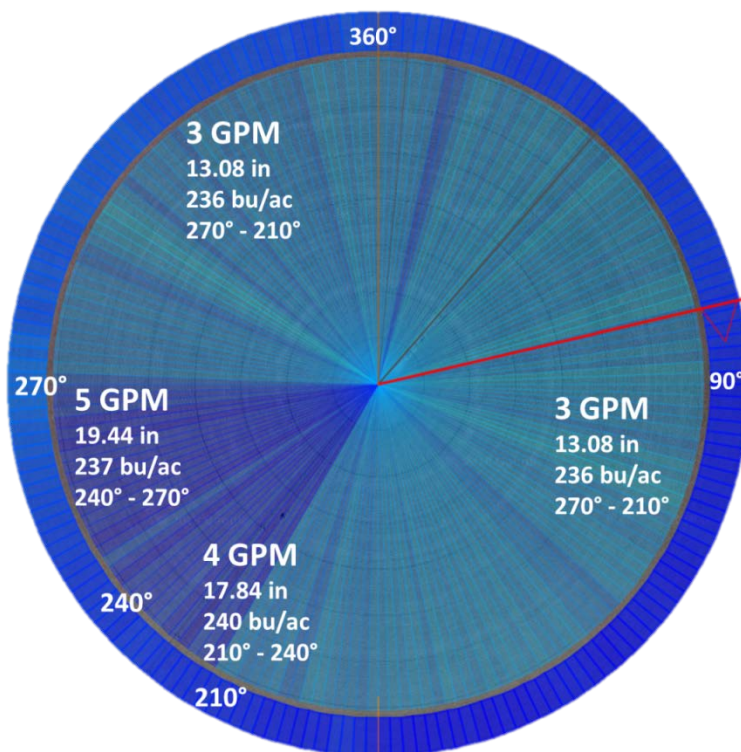 360°
3 GPM
13.08 in
236 bu/ac
270° - 210°
270°
90°
5 GPM
19.44 in
237 bu/ac
240° - 270°
3 GPM
13.08 in
236 bu/ac
270° - 210°
4 GPM
17.84 in
240 bu/ac
210° - 240°
240°
210°